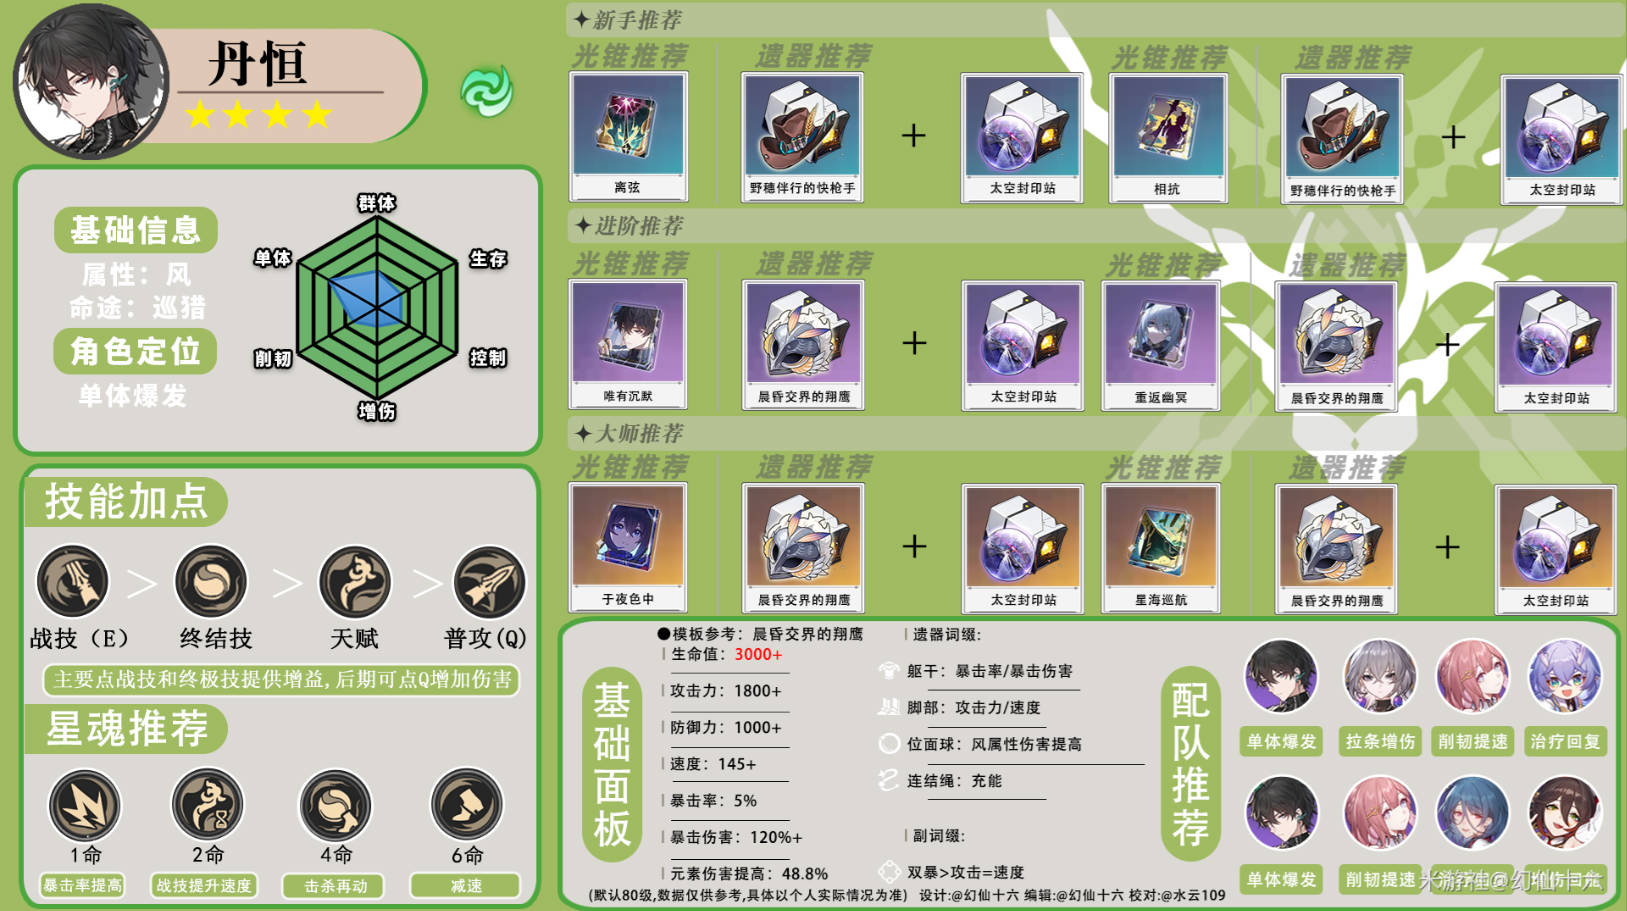 丹恒
基础信息
属性：风
命途：巡猎
角色定位
单体爆发
群体
单体
生存
削韧
控制
增伤
技能加点
战技（E）
终结技
天赋
普攻(Q)
主要点战技和终极技提供增益,后期可点Q增加伤害
星魂推荐
1命
2命
4命
6命
暴击率提高
战技提升速度
击杀再动
减速
新手推荐
光锥推荐
遗器推荐
光锥推荐
遗器推荐
离弦
野穗伴行的快枪手
+
太空封印站
相抗
野穗伴行的快枪手
+
太空封印站
进阶推荐
光锥推荐
遗器推荐
光锥推荐
遗器推荐
唯有沉默
晨昏交界的翔鹰
+
太空封印站
重返幽冥
晨昏交界的翔鹰
+
太空封印站
大师推荐
光锥推荐
遗器推荐
光锥推荐
遗器推荐
于夜色中
晨昏交界的翔鹰
+
太空封印站
星海巡航
晨昏交界的翔鹰
+
太空封印站
基础面板
●模板参考：晨昏交界的翔鹰
生命值：3000+
攻击力：1800+
防御力：1000+
速度：145+
暴击率：5%
暴击伤害：120%+
元素伤害提高：48.8%
遗器词缀:
躯干：暴击率/暴击伤害
脚部：攻击力/速度
位面球：风属性伤害提高
连结绳：充能
副词缀:
双暴>攻击=速度
(默认80级,数据仅供参考,具体以个人实际情况为准） 设计:@幻仙十六 编辑:@幻仙十六 校对:@水云109
配队推荐
单体爆发
拉条增伤
削韧提速
治疗回复
单体爆发
削韧提速
米游社@幻仙十六